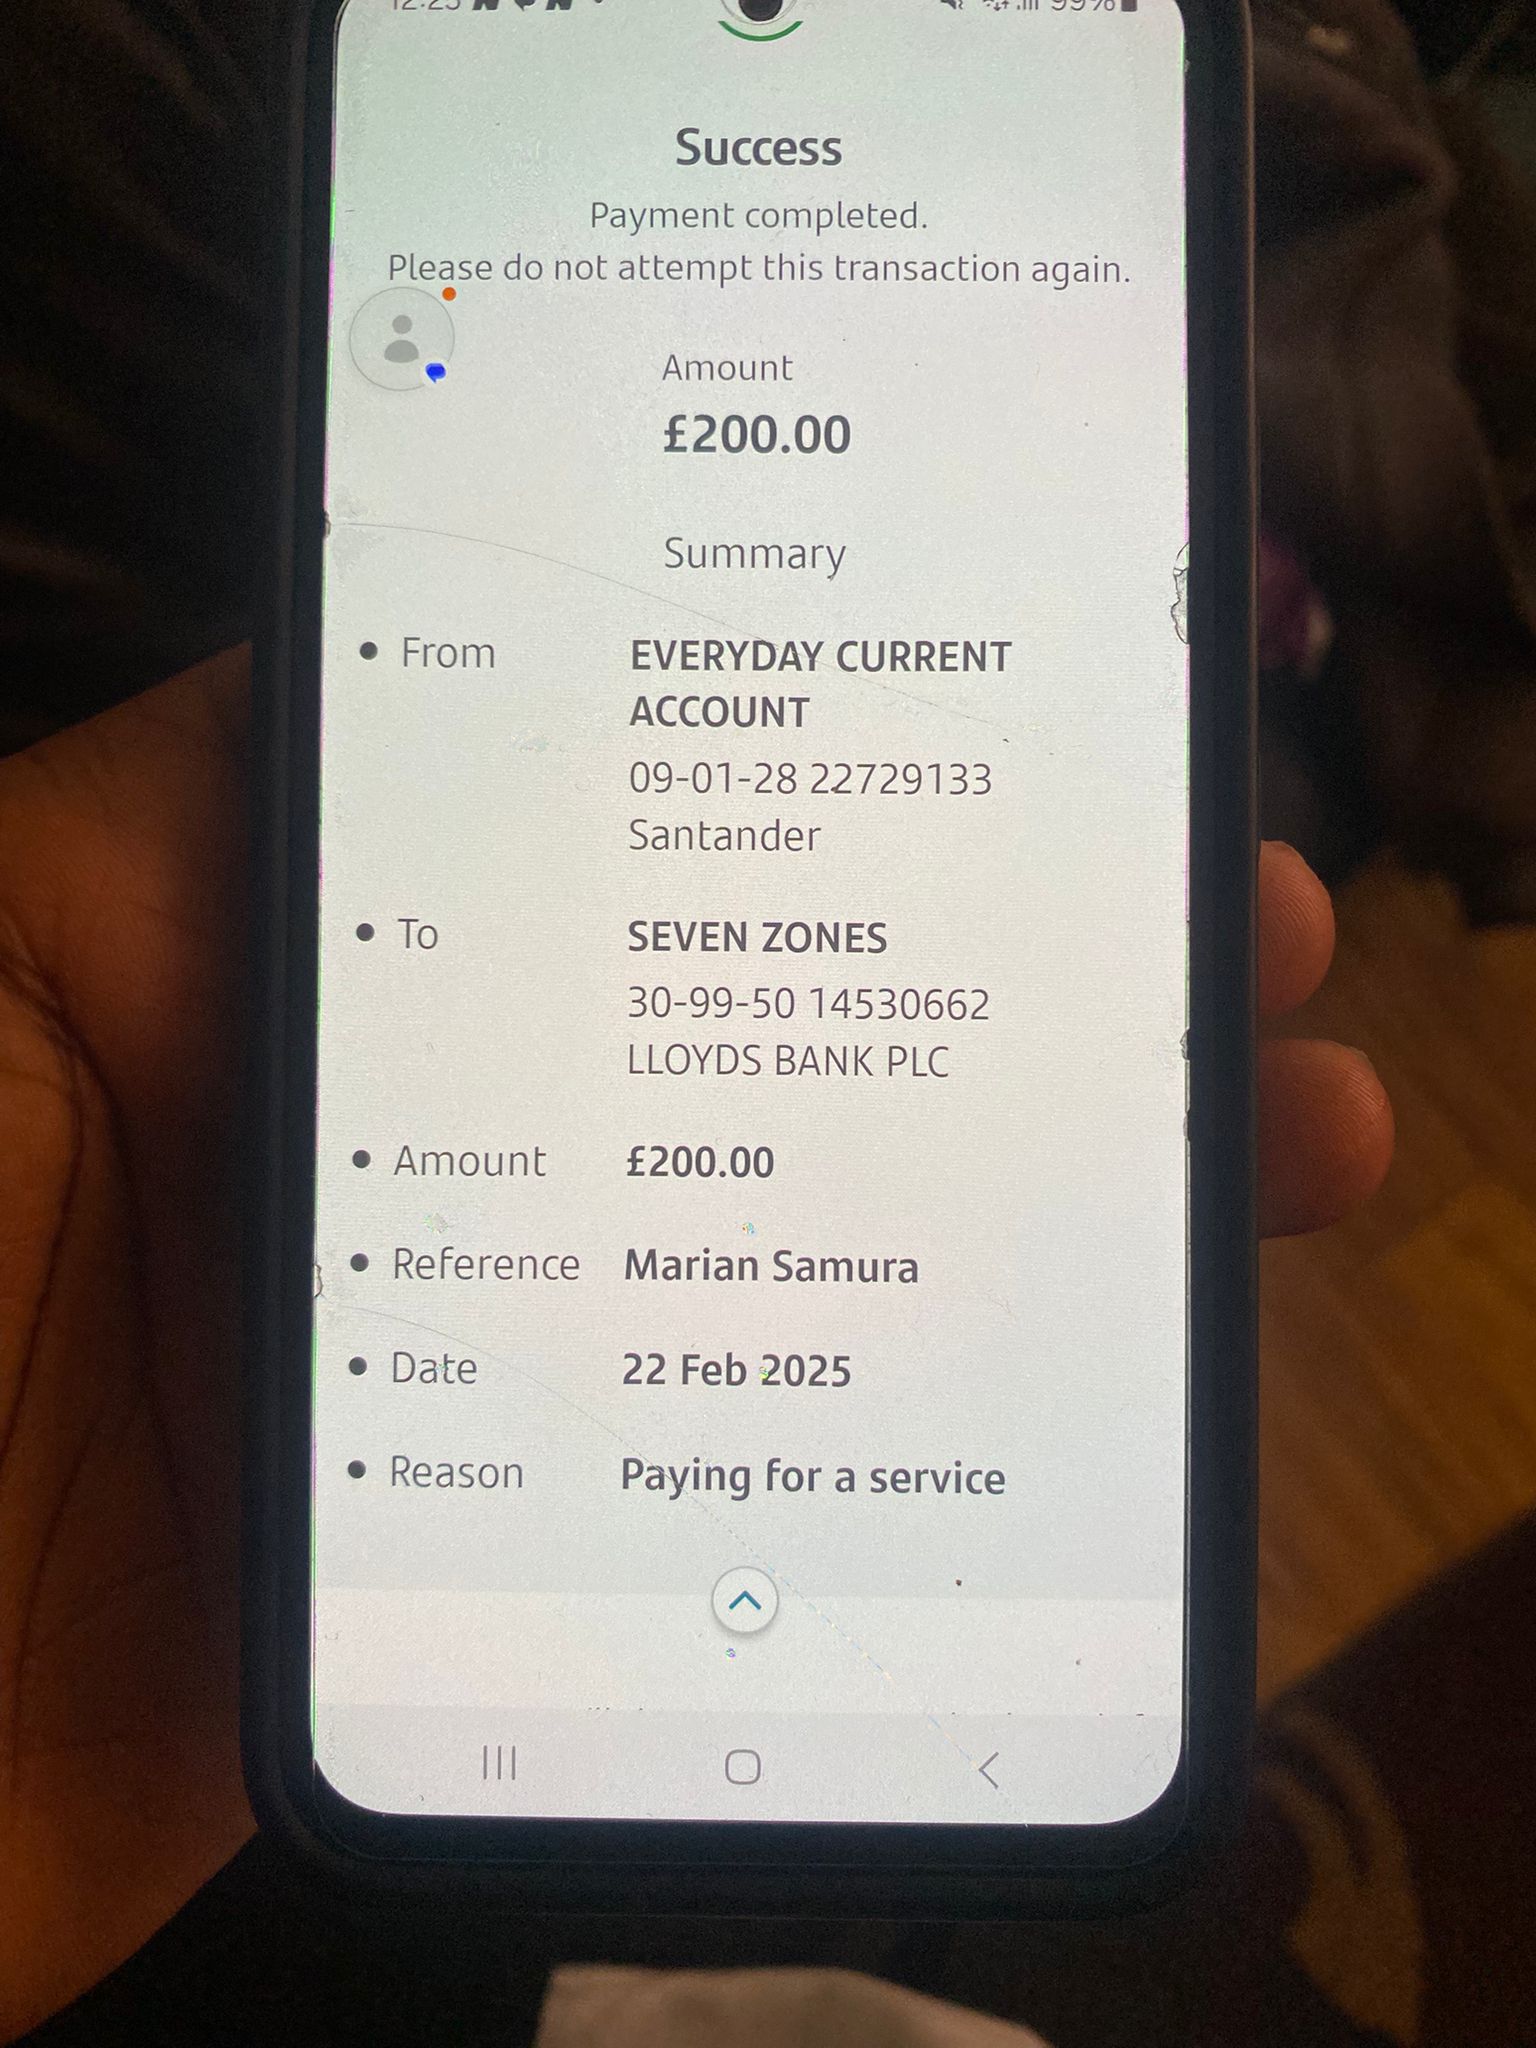 99%
Success
Payment completed.
Please do not attempt this transaction again.
Amount
£200.00
Summary
• From EVERYDAY CURRENT
ACCOUNT
09-01-28 22729133
Santander
• To SEVEN ZONES
30-99-50 14530662
LLOYDS BANK PLC
• Amount £200.00
• Reference Marian Samura
• Date 22 Feb 2025
• Reason Paying for a service